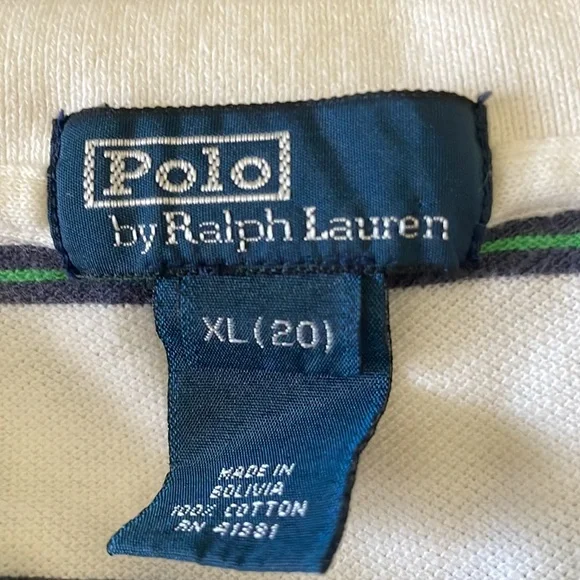 Polo
by Ralph Lauren
XL (20)
MADE IN
BOLIVIA
100% COTTON
RN 41381